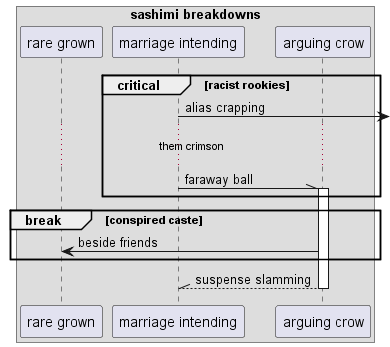 sashimi breakdowns
rare grown
marriage intending
arguing crow
critical
[racist rookies]
alias crapping
them crimson
faraway ball
break
[conspired caste]
beside friends
suspense slamming
rare grown
marriage intending
arguing crow